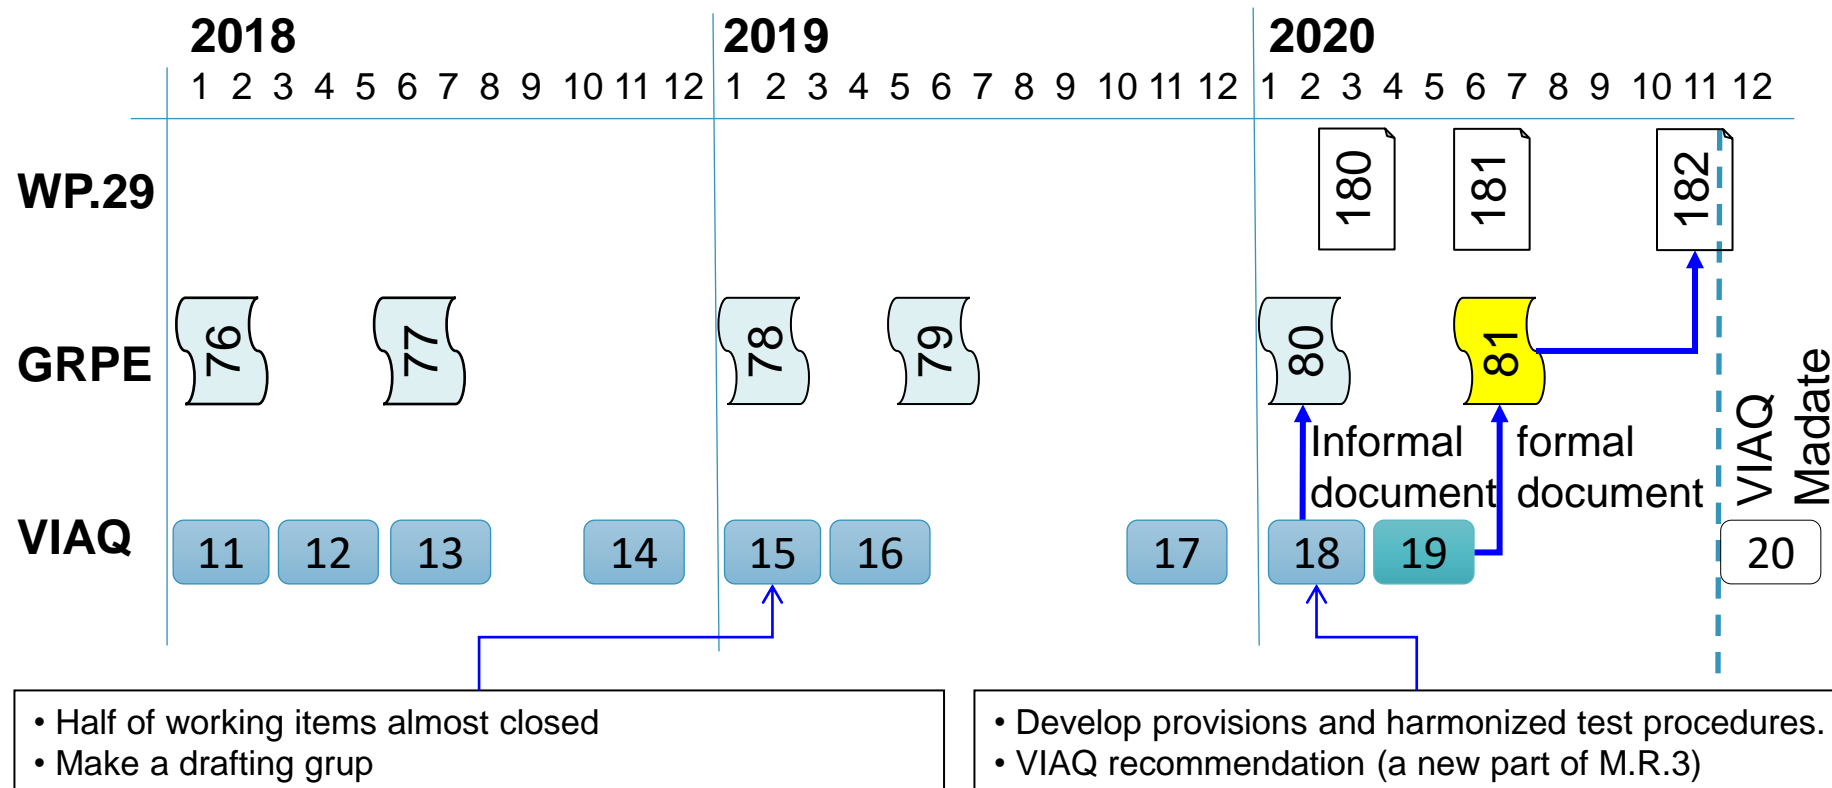 2018 2019 2020
1 2 3 4 5 6 7 8 9 10 11 12 1 2 3 4 5 6 7 8 9 10 11 12 1 2 3 4 5 6 7 8 9 10 11 12
WP.29 180 181 182
GRPE 76 77 78 79 80 81
Informal document
formal document
VIAQ Madate
VIAQ 11 12 13 14 15 16 17 18 19 20
• Half of working items almost closed
• Make a drafting grup
• Develop provisions and harmonized test procedures.
• VIAQ recommendation (a new part of M.R.3)